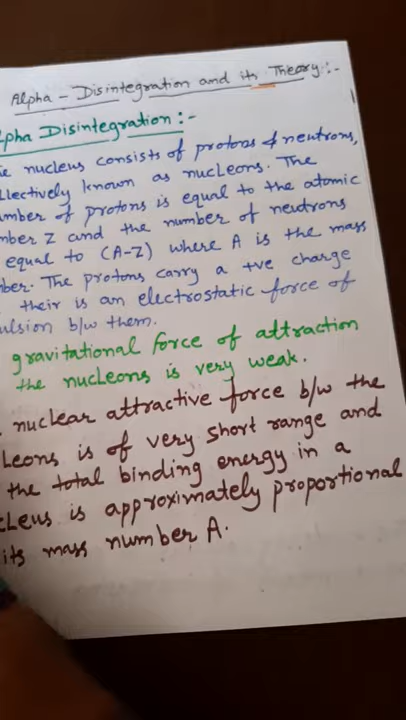 Alpha - Disintegration and its Theory:-
lpha Disintegration:-
nucleus consists of protons & neutrons,
llectively known as nucleons. The
umber of protons is equal to the atomic
mber Z and the number of neutrons
equal to (A-Z) where A is the mass
ber. The protons carry a +ve charge
their is an electrostatic force of
ulsion b/w them.
gravitational force of attraction
the nucleons is very weak.
nuclear attractive force b/w the
leons is of very short range and
the total binding energy in a
cleus is approximately proportional
its mass number A.